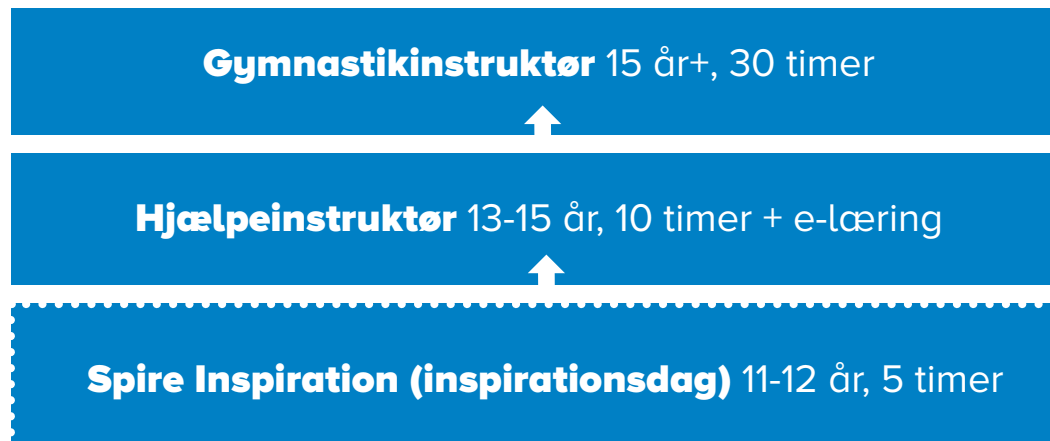 Gymnastikinstruktør 15 år+, 30 timer
Hjælpeinstruktør 13-15 år, 10 timer + e-læring
Spire Inspiration (inspirationsdag) 11-12 år, 5 timer